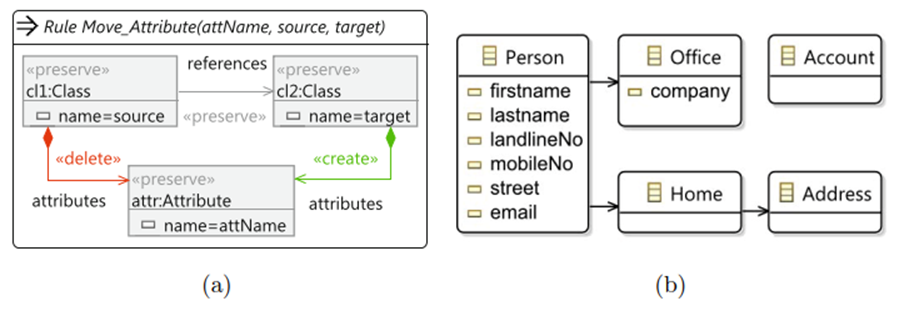 Rule Move_Attribute(attName, source, target)
«preserve»
cl1:Class
name=source
references
«preserve»
«preserve»
cl2:Class
name=target
«delete»
«create»
attributes
attributes
«preserve»
attr:Attribute
name=attName
(a)
Person
firstname
lastname
landlineNo
mobileNo
street
email
Office
company
Account
Home
Address
(b)